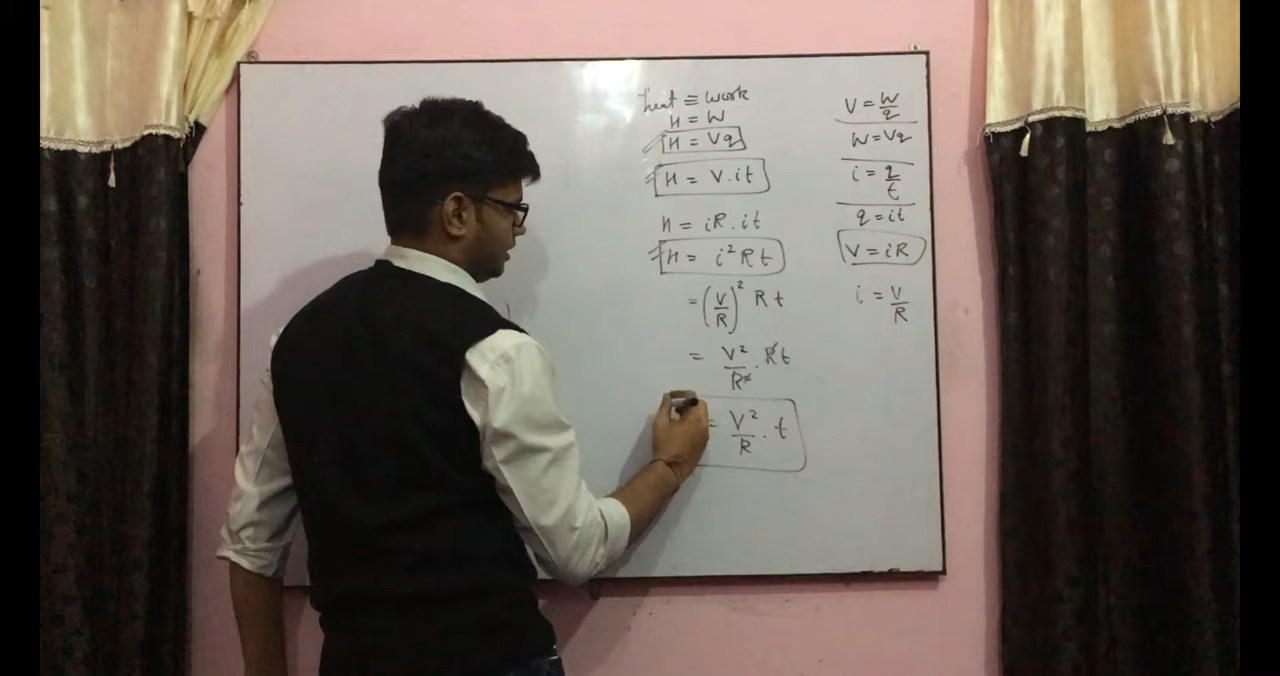 heat ≡ work
H = W
H = Vq
H = V.it
H = iR.it
H = i²Rt
= (V/R)² Rt
= V²/R² . Rt
= V²/R . t
V = W/q
W = Vq
i = q/t
q = it
V = iR
i = V/R